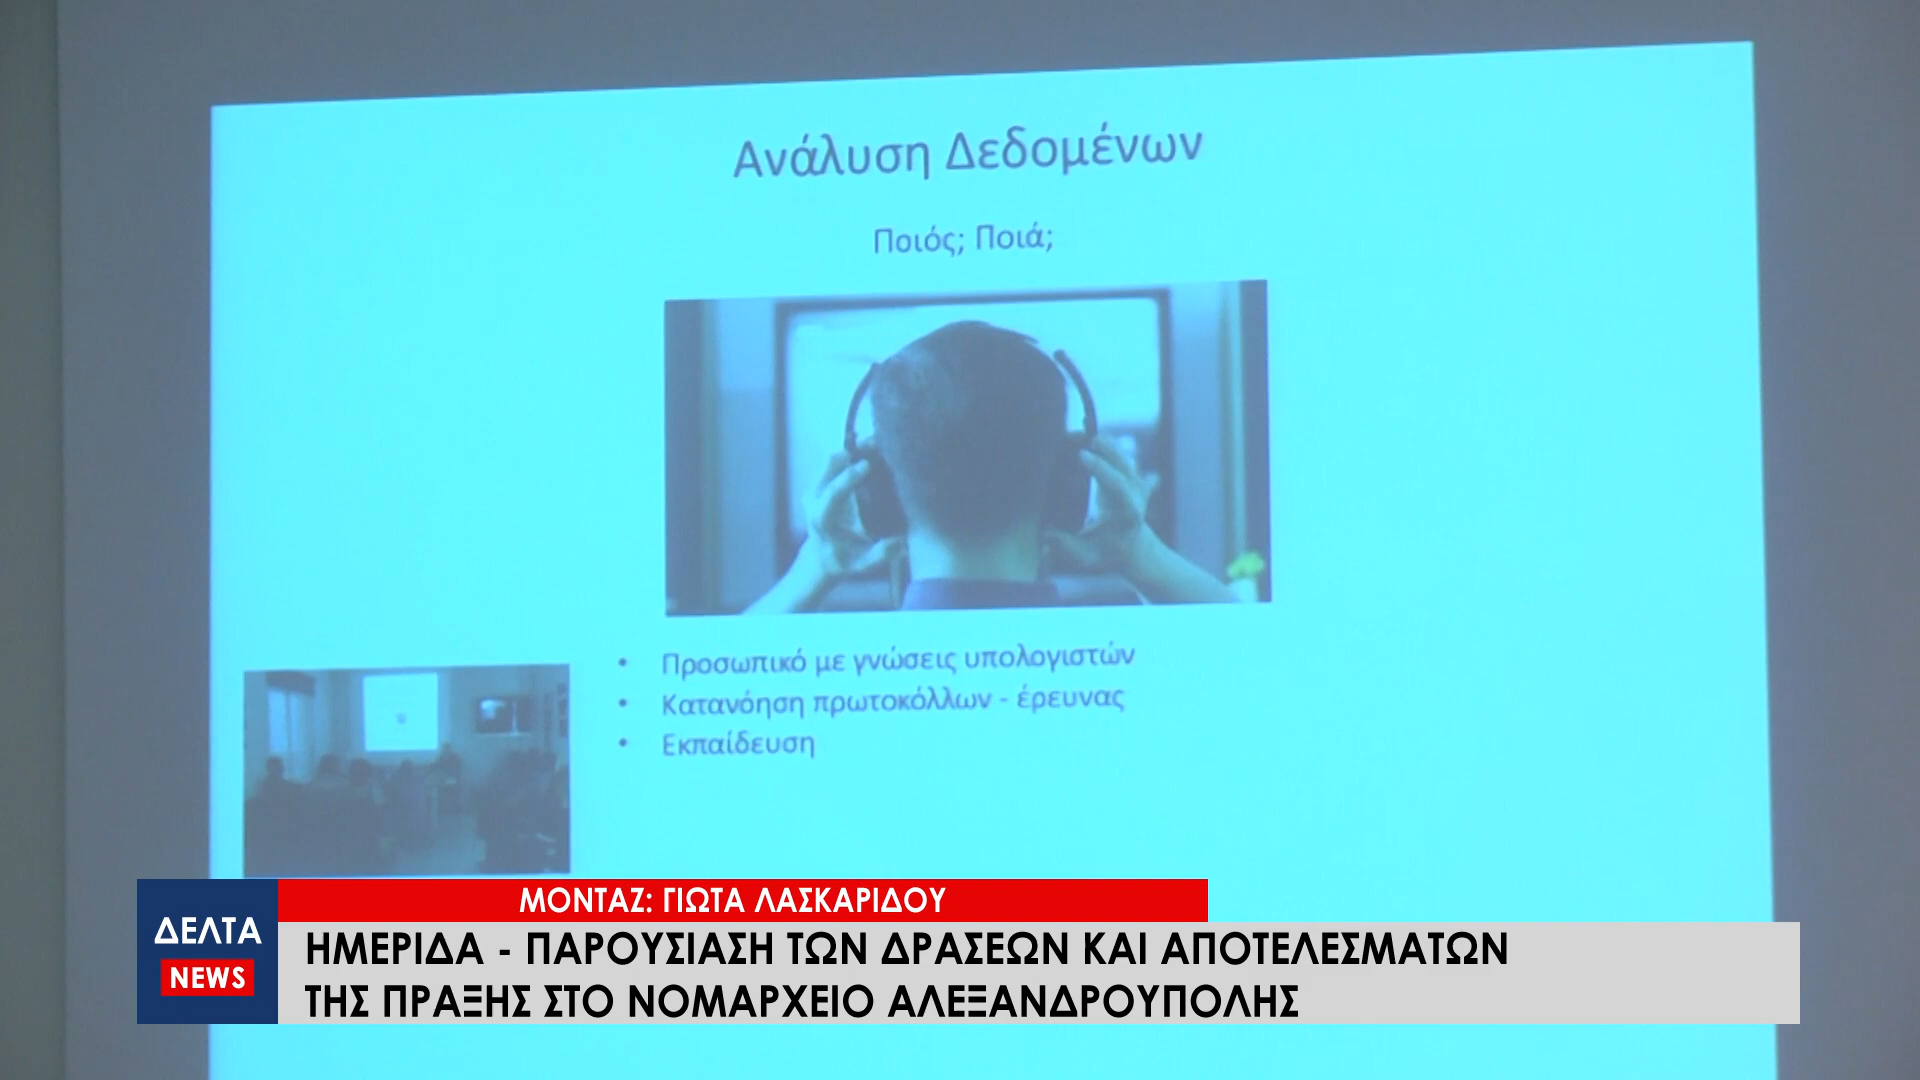 Ανάλυση Δεδομένων
Ποιός; Ποιά;
• Προσωπικό με γνώσεις υπολογιστών
• Κατανόηση πρωτοκόλλων - έρευνας
• Εκπαίδευση
ΜΟΝΤΑΖ: ΓΙΩΤΑ ΛΑΣΚΑΡΙΔΟΥ
ΔΕΛΤΑ
NEWS
ΗΜΕΡΙΔΑ - ΠΑΡΟΥΣΙΑΣΗ ΤΩΝ ΔΡΑΣΕΩΝ ΚΑΙ ΑΠΟΤΕΛΕΣΜΑΤΩΝ
ΤΗΣ ΠΡΑΞΗΣ ΣΤΟ ΝΟΜΑΡΧΕΙΟ ΑΛΕΞΑΝΔΡΟΥΠΟΛΗΣ